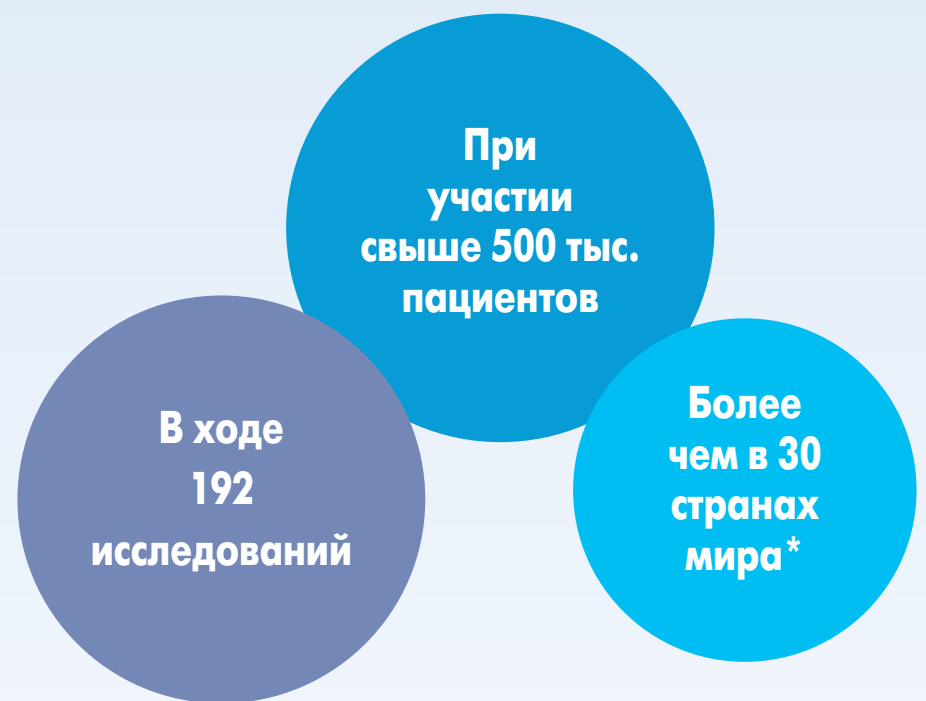 При
участии
свыше 500 тыс.
пациентов
В ходе
192
исследований
Более
чем в 30
странах
мира*